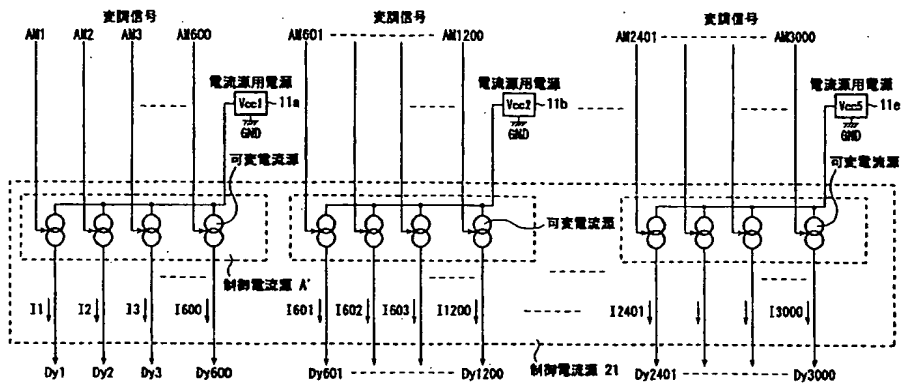 変調信号 変調信号 変調信号
AM1 AM2 AM3 AM600 AM601 AM1200 AM2401 AM3000
電流源用電源 電流源用電源 電流源用電源
Vcc1 11a Vcc2 11b Vcc5 11e
GND GND GND
可変電流源 可変電流源
可変電流源
制御電流源 A'
I1 I2 I3 I600 I601 I602 I603 I1200 I2401 I3000
制御電流源 21
Dy1 Dy2 Dy3 Dy600 Dy601 Dy1200 Dy2401 Dy3000